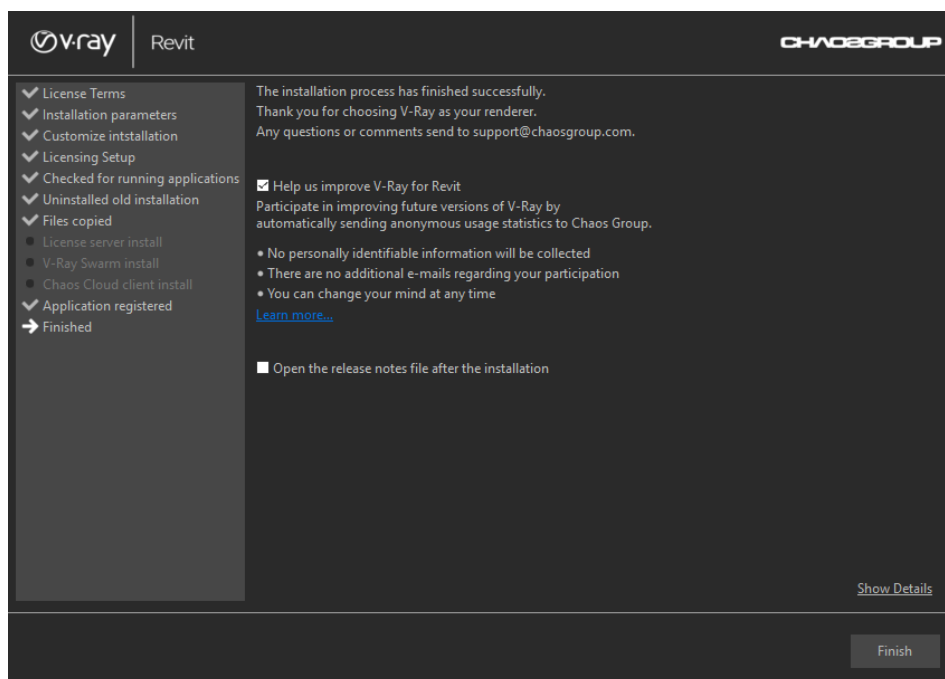 v·ray
Revit
CHAOSGROUP
License Terms
Installation parameters
Customize intstallation
Licensing Setup
Checked for running applications
Uninstalled old installation
Files copied
License server install
V-Ray Swarm install
Chaos Cloud client install
Application registered
Finished
The installation process has finished successfully.
Thank you for choosing V-Ray as your renderer.
Any questions or comments send to support@chaosgroup.com.
Help us improve V-Ray for Revit
Participate in improving future versions of V-Ray by
automatically sending anonymous usage statistics to Chaos Group.
• No personally identifiable information will be collected
• There are no additional e-mails regarding your participation
• You can change your mind at any time
Learn more...
Open the release notes file after the installation
Show Details
Finish